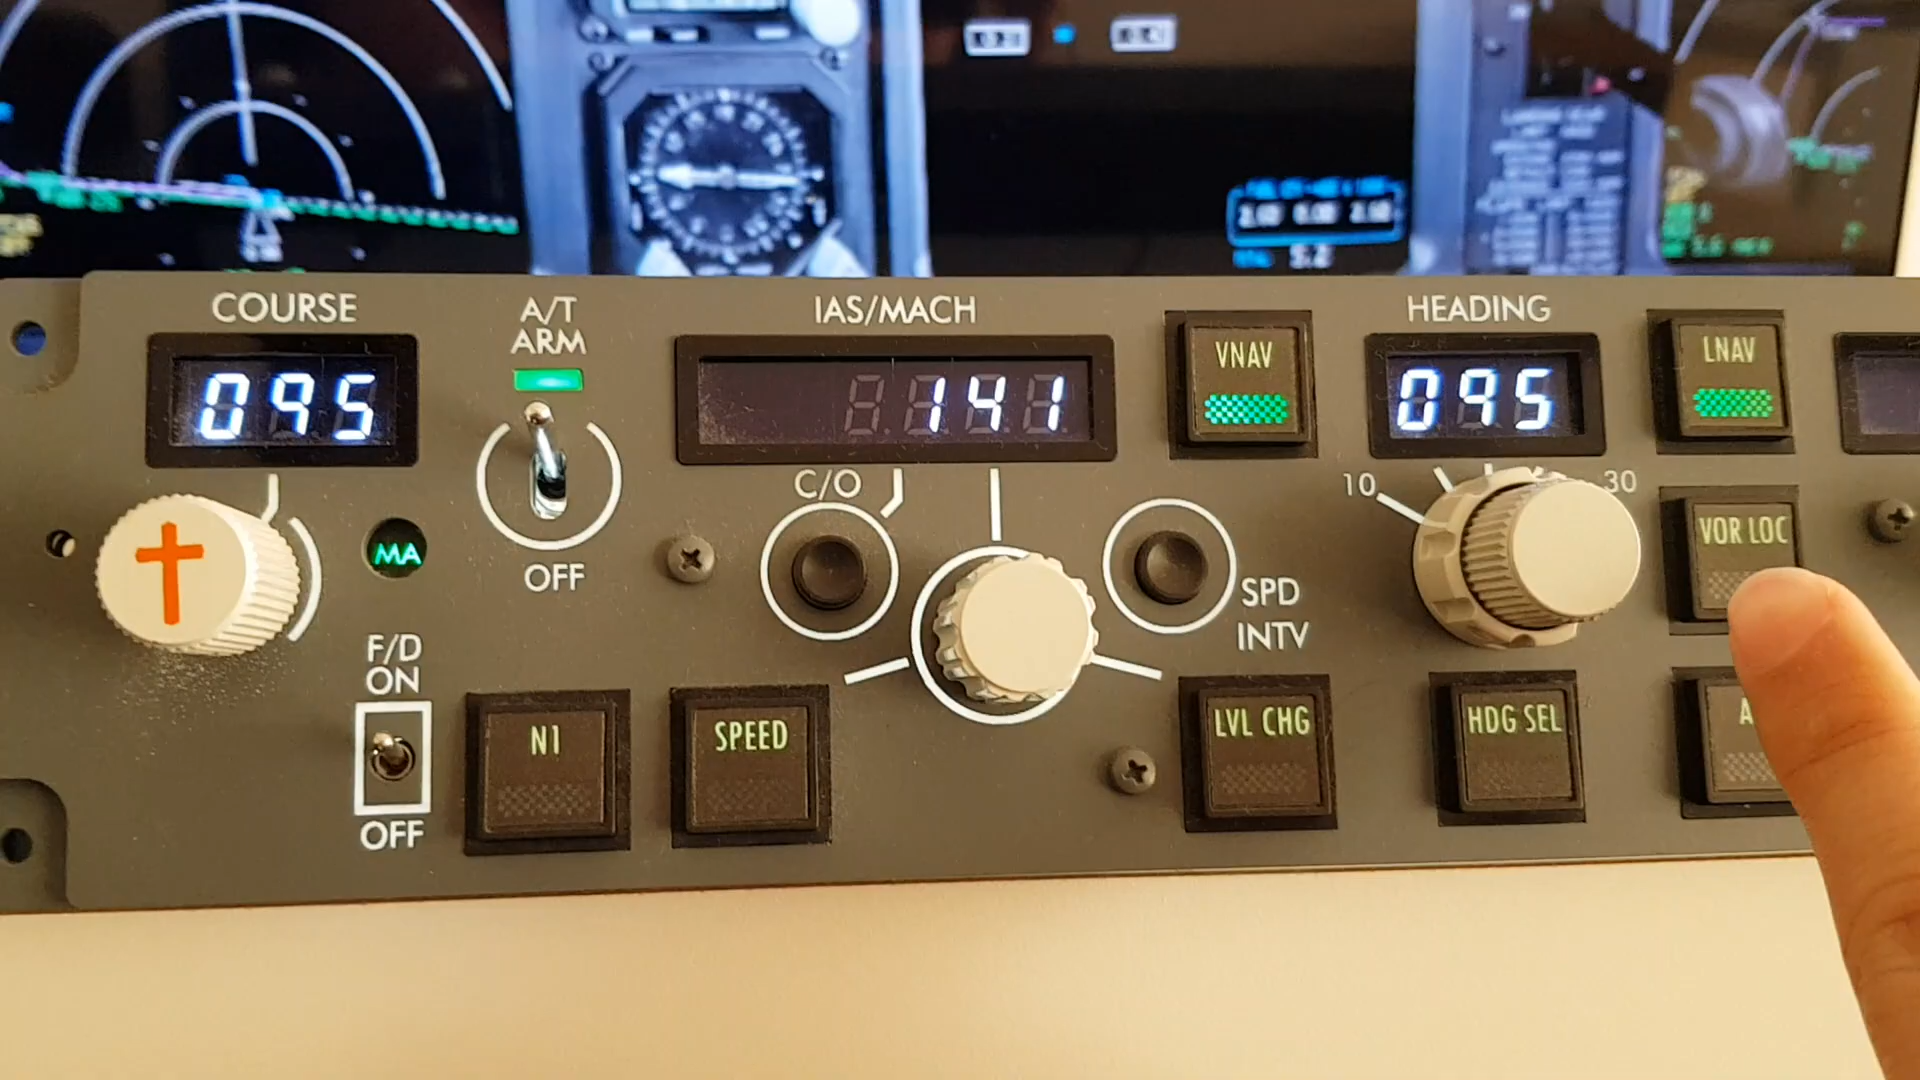 COURSE
A/T
ARM
IAS/MACH
HEADING
VNAV
LNAV
095
141
095
C/O
10
30
VOR LOC
MA
OFF
SPD
INTV
F/D
ON
N1
SPEED
LVL CHG
HDG SEL
OFF